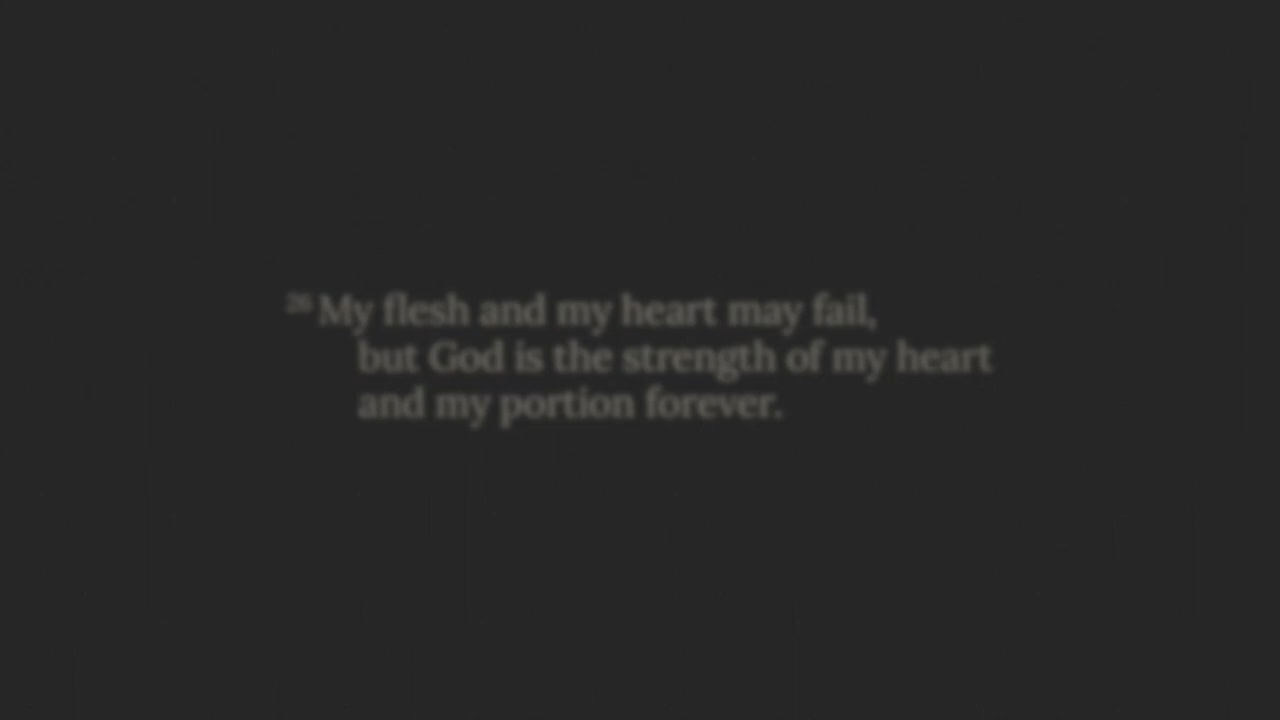 26 My flesh and my heart may fail,
but God is the strength of my heart
and my portion forever.